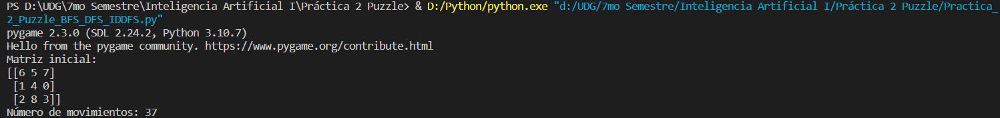 PS D:\UDG\7mo Semestre\Inteligencia Artificial I\Práctica 2 Puzzle> & D:/Python/python.exe "d:/UDG/7mo Semestre/Inteligencia Artificial I/Práctica 2 Puzzle/Practica_
2_Puzzle_BFS_DFS_IDDFS.py"
pygame 2.3.0 (SDL 2.24.2, Python 3.10.7)
Hello from the pygame community. https://www.pygame.org/contribute.html
Matriz inicial:
[[6 5 7]
 [1 4 0]
 [2 8 3]]
Número de movimientos: 37